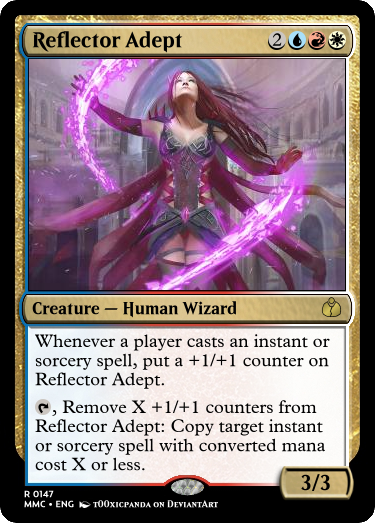 Reflector Adept 2
Creature — Human Wizard
Whenever a player casts an instant or
sorcery spell, put a +1/+1 counter on
Reflector Adept.
, Remove X +1/+1 counters from
Reflector Adept: Copy target instant
or sorcery spell with converted mana
cost X or less.
3/3
R 0147
MMC • ENG t00xicpanda on DeviantArt